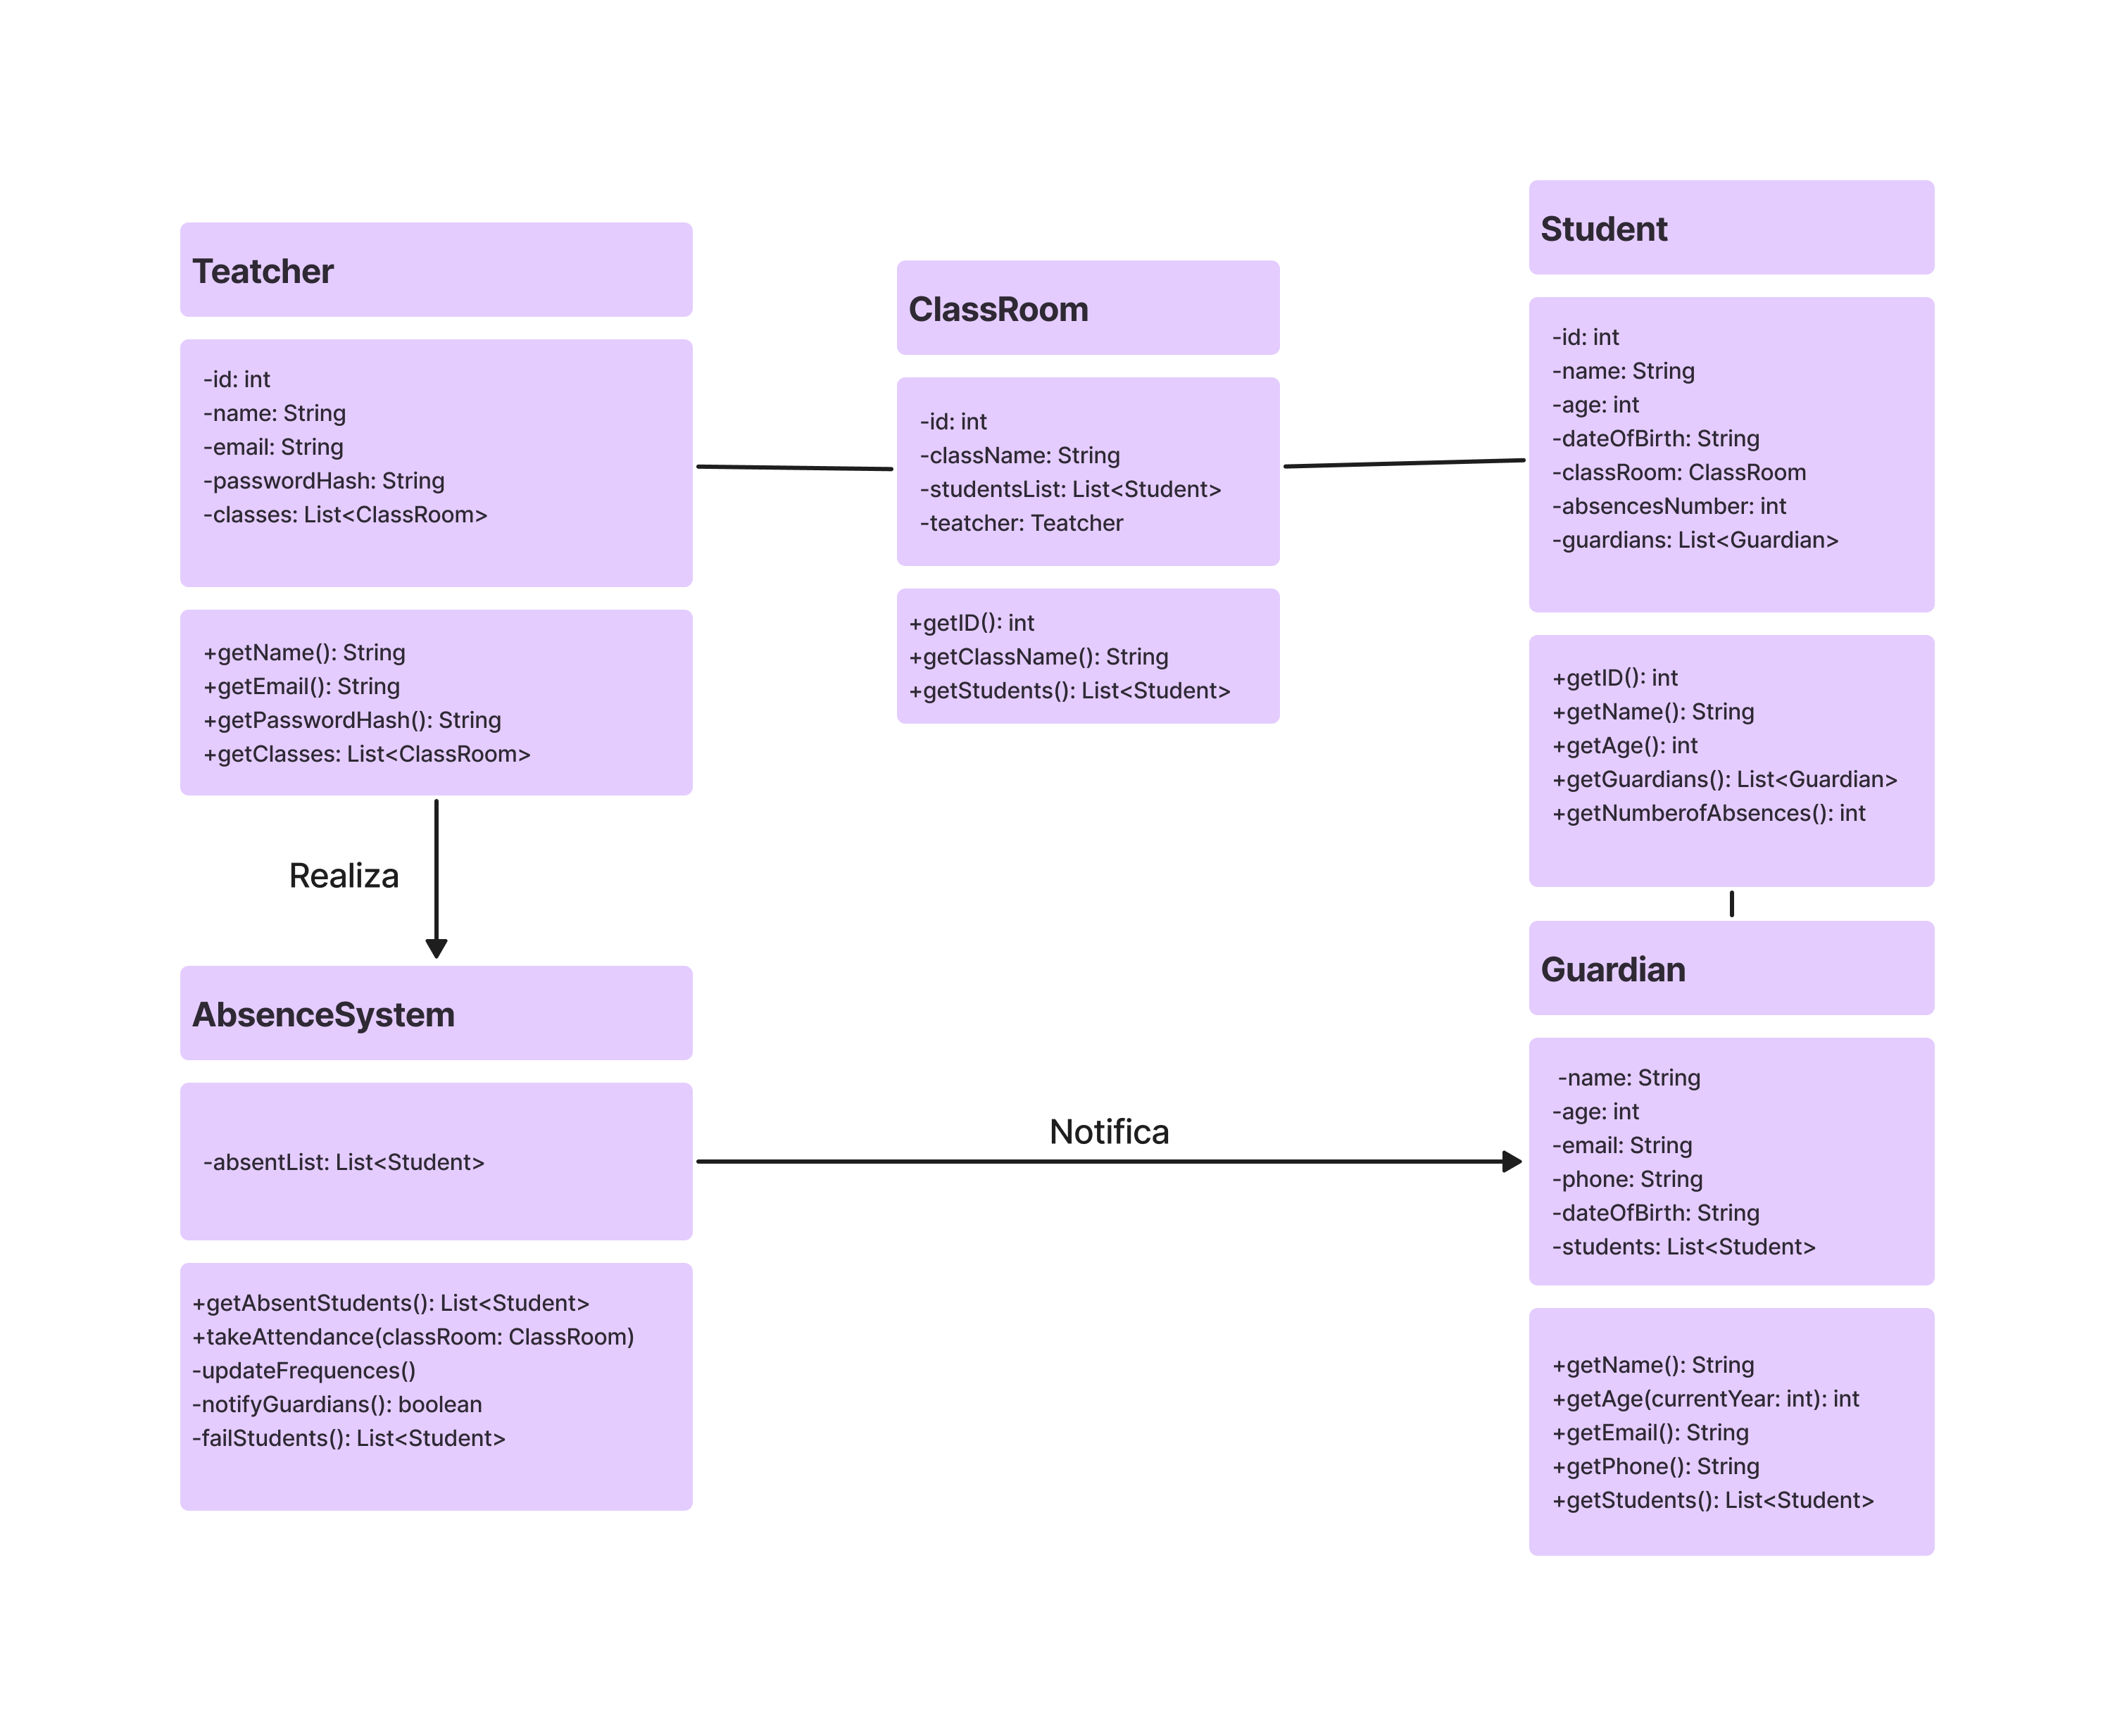 Teatcher
-id: int
-name: String
-email: String
-passwordHash: String
-classes: List<ClassRoom>
+getName(): String
+getEmail(): String
+getPasswordHash(): String
+getClasses: List<ClassRoom>
ClassRoom
-id: int
-className: String
-studentsList: List<Student>
-teatcher: Teatcher
+getID(): int
+getClassName(): String
+getStudents(): List<Student>
Student
-id: int
-name: String
-age: int
-dateOfBirth: String
-classRoom: ClassRoom
-absencesNumber: int
-guardians: List<Guardian>
+getID(): int
+getName(): String
+getAge(): int
+getGuardians(): List<Guardian>
+getNumberofAbsences(): int
Realiza
AbsenceSystem
-absentList: List<Student>
+getAbsentStudents(): List<Student>
+takeAttendance(classRoom: ClassRoom)
-updateFrequences()
-notifyGuardians(): boolean
-failStudents(): List<Student>
Notifica
Guardian
-name: String
-age: int
-email: String
-phone: String
-dateOfBirth: String
-students: List<Student>
+getName(): String
+getAge(currentYear: int): int
+getEmail(): String
+getPhone(): String
+getStudents(): List<Student>